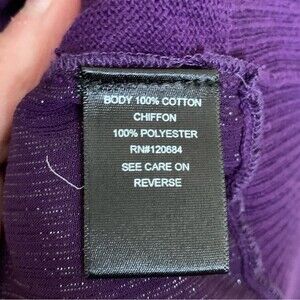 BODY 100% COTTON
CHIFFON
100% POLYESTER
RN#120684
SEE CARE ON
REVERSE